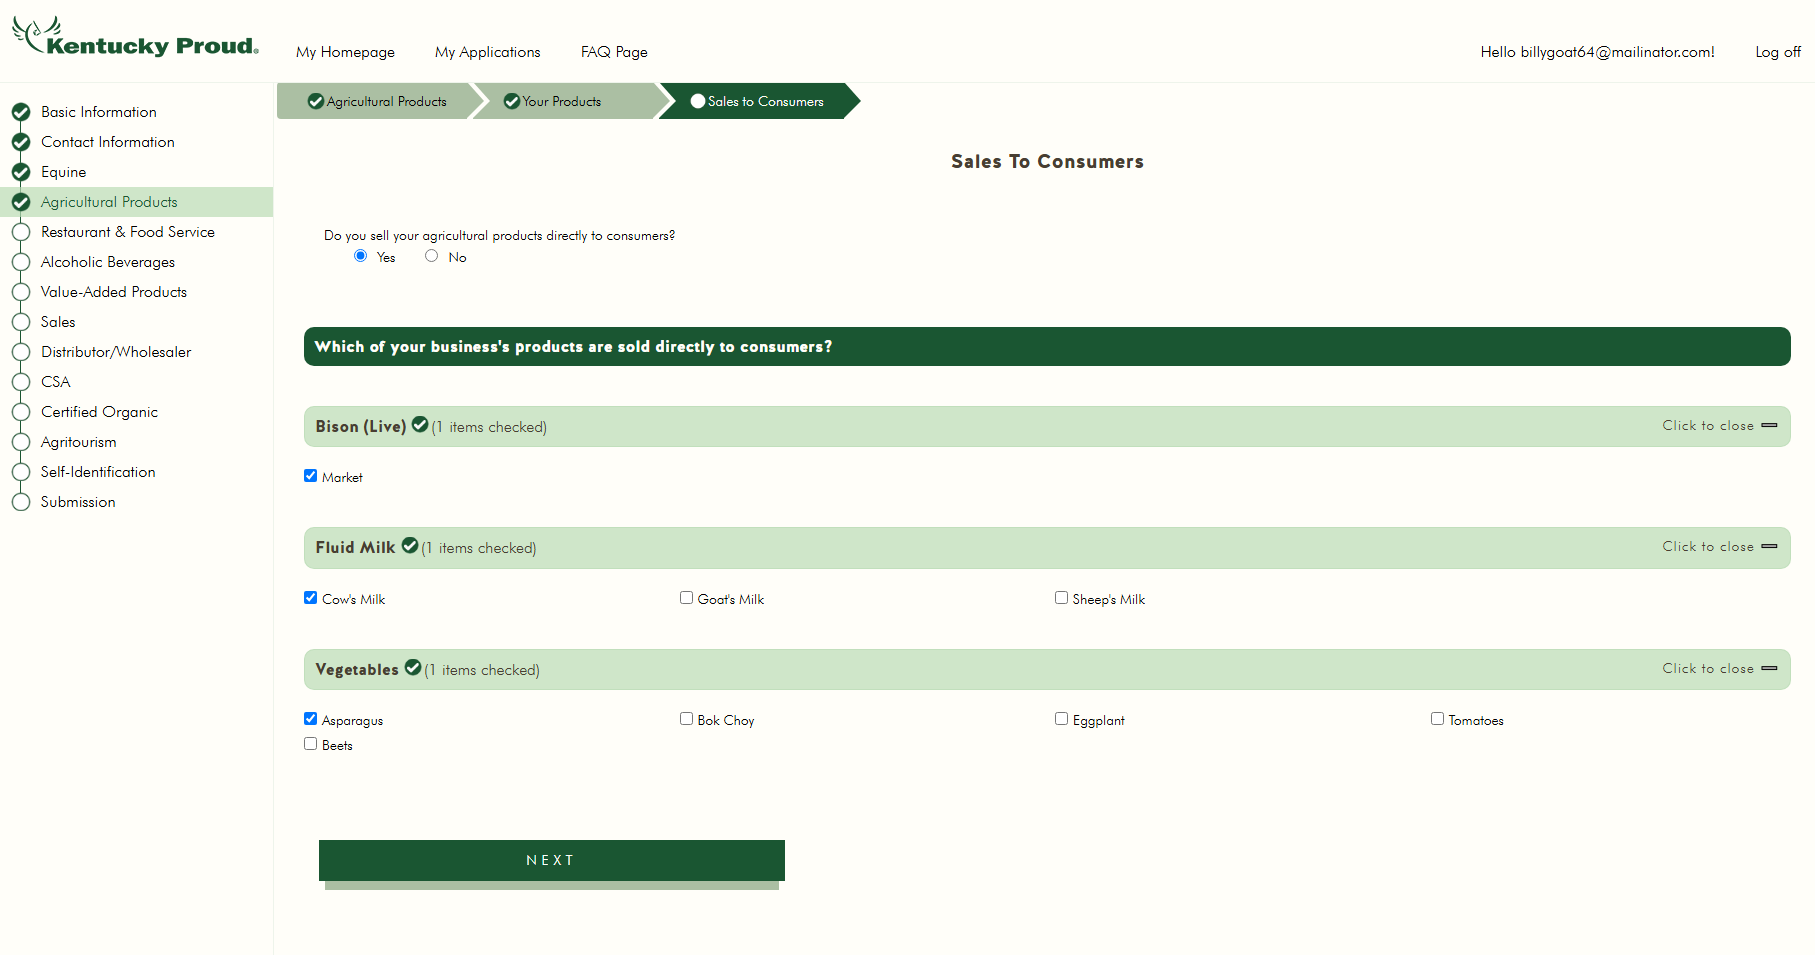 Kentucky Proud.
My Homepage
My Applications
FAQ Page
Hello billygoat64@mailinator.com!
Log off
Basic Information
Contact Information
Equine
Agricultural Products
Restaurant & Food Service
Alcoholic Beverages
Value-Added Products
Sales
Distributor/Wholesaler
CSA
Certified Organic
Agritourism
Self-Identification
Submission
Agricultural Products
Your Products
Sales to Consumers
Sales To Consumers
Do you sell your agricultural products directly to consumers?
Yes No
Which of your business's products are sold directly to consumers?
Bison (Live) (1 items checked) Click to close
Market
Fluid Milk (1 items checked) Click to close
Cow's Milk Goat's Milk Sheep's Milk
Vegetables (1 items checked) Click to close
Asparagus Bok Choy Eggplant Tomatoes
Beets
NEXT